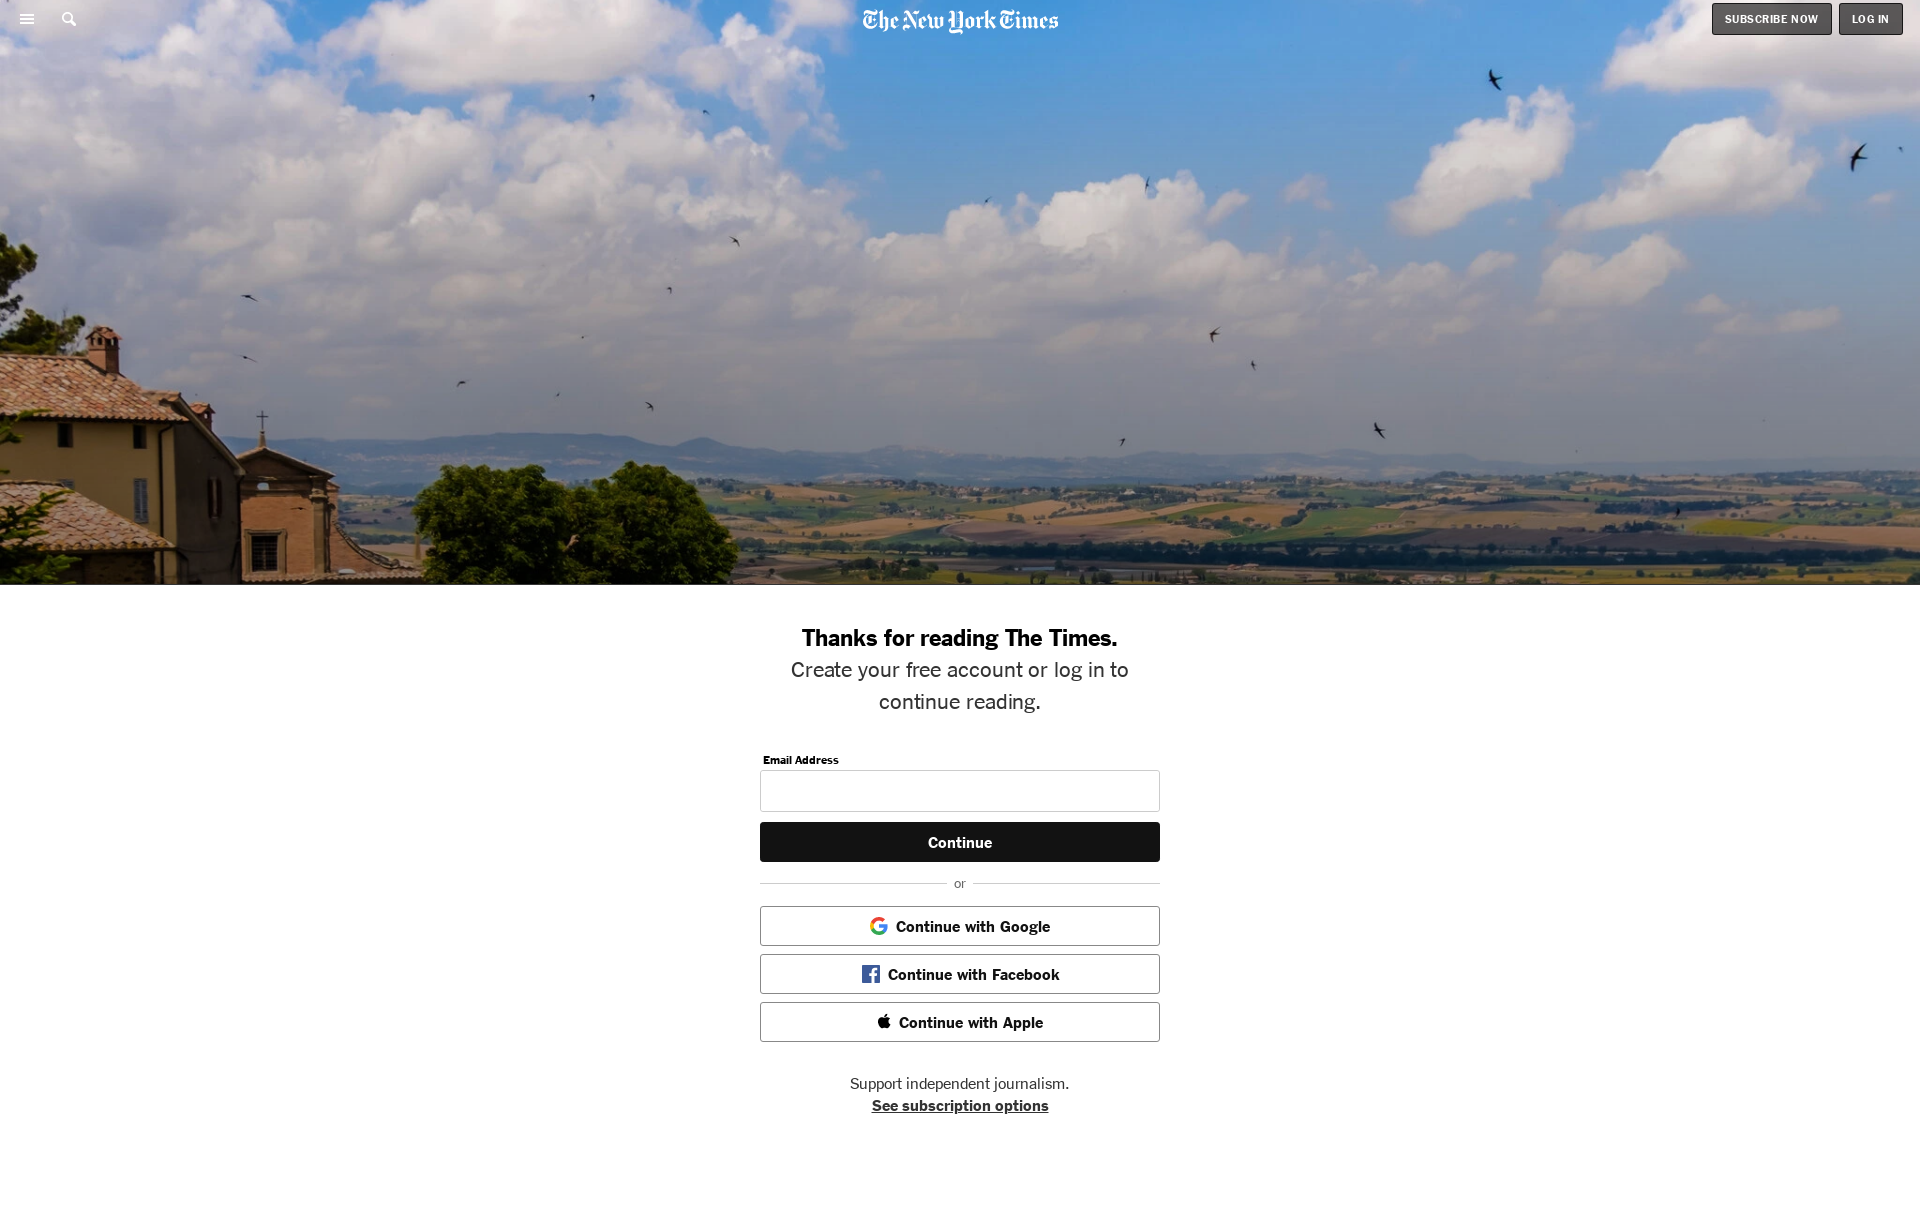 The New York Times
SUBSCRIBE NOW
LOG IN
Thanks for reading The Times.
Create your free account or log in to
continue reading.
Email Address
Continue
or
Continue with Google
Continue with Facebook
Continue with Apple
Support independent journalism.
See subscription options